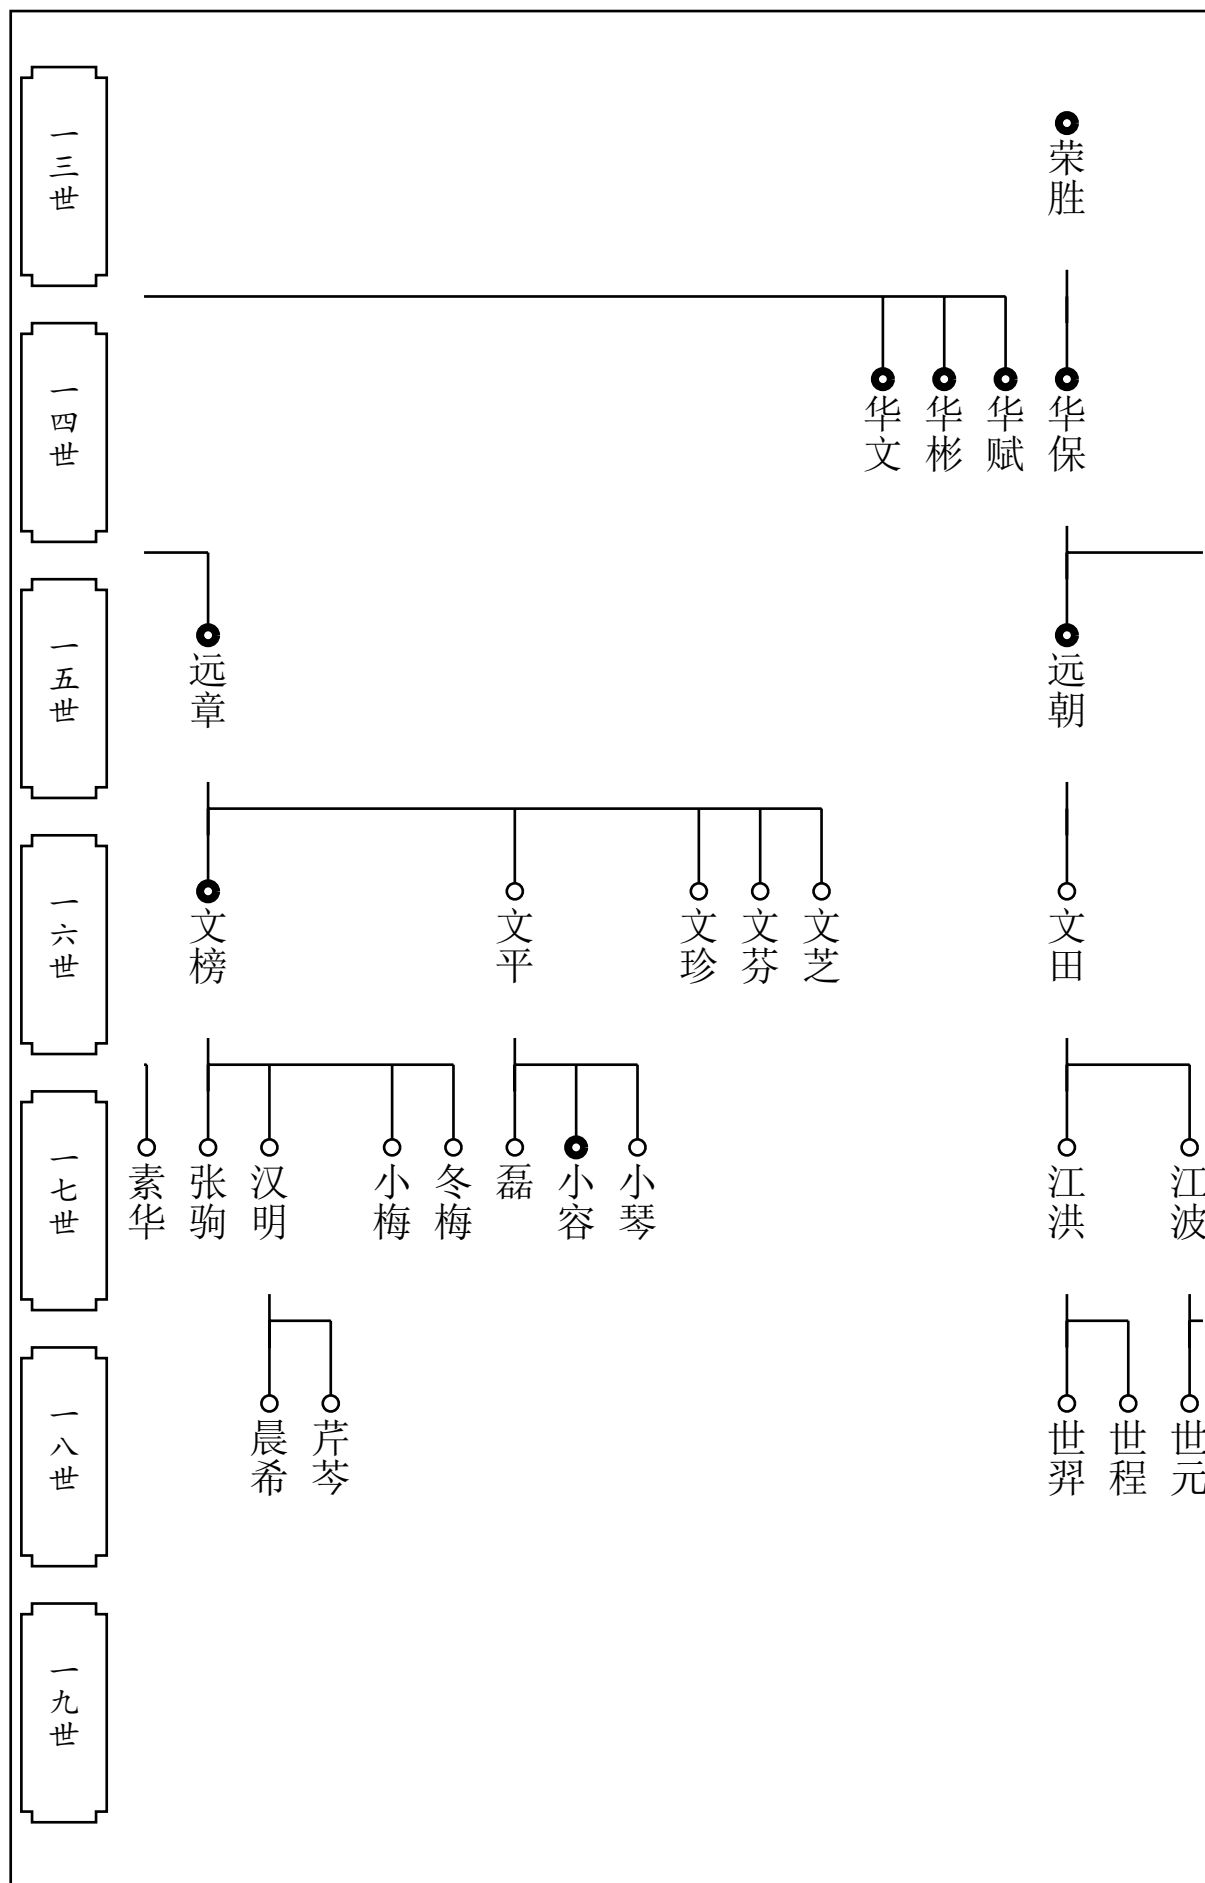 一三世
荣胜
一四世
华文
华彬
华赋
华保
一五世
远章
远朝
一六世
文榜
文平
文珍
文芬
文芝
文田
一七世
素华
张驹
汉明
小梅
冬梅
磊
小容
小琴
江洪
江波
一八世
晨希
芹芩
世羿
世程
世元
一九世